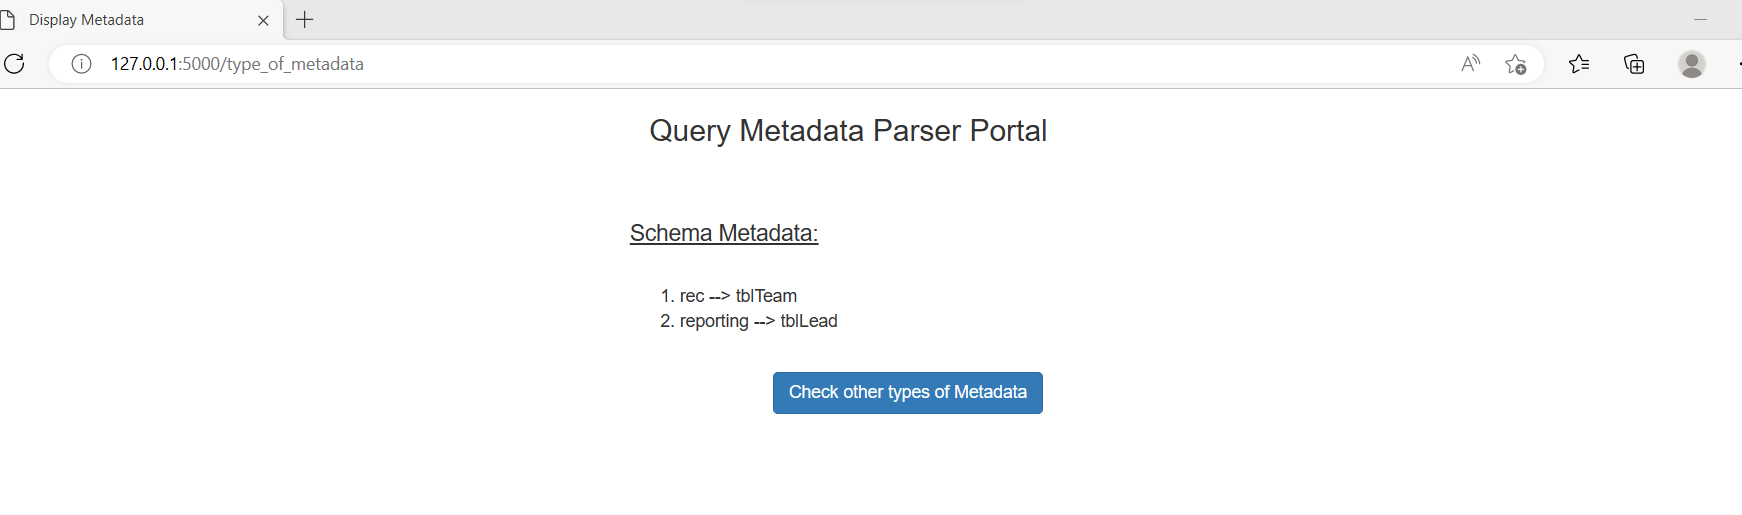 Display Metadata
127.0.0.1:5000/type_of_metadata
Query Metadata Parser Portal
Schema Metadata:
1. rec --> tblTeam
2. reporting --> tblLead
Check other types of Metadata